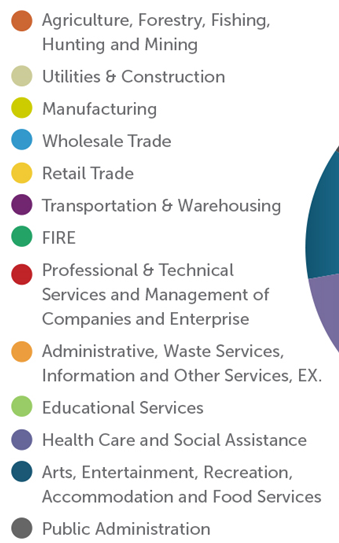 Agriculture, Forestry, Fishing,
Hunting and Mining
Utilities & Construction
Manufacturing
Wholesale Trade
Retail Trade
Transportation & Warehousing
FIRE
Professional & Technical
Services and Management of
Companies and Enterprise
Administrative, Waste Services,
Information and Other Services, EX.
Educational Services
Health Care and Social Assistance
Arts, Entertainment, Recreation,
Accommodation and Food Services
Public Administration